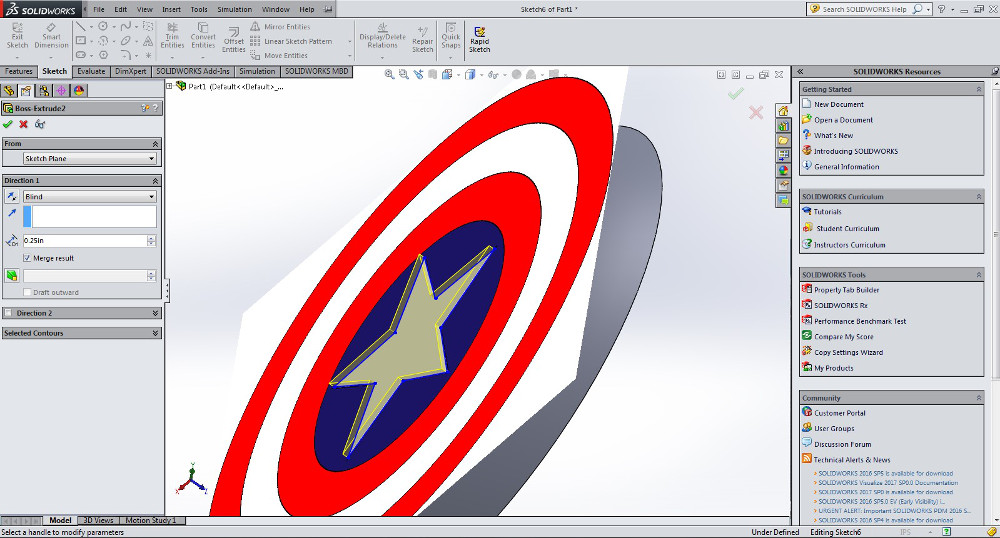 SOLIDWORKS
File Edit View Insert Tools Simulation Window Help
Sketch6 of Part1 *
Search SOLIDWORKS Help
Exit Sketch
Smart Dimension
Trim Entities
Convert Entities
Offset Entities
Mirror Entities
Linear Sketch Pattern
Move Entities
Display/Delete Relations
Repair Sketch
Quick Snaps
Rapid Sketch
Features Sketch Evaluate DimXpert SOLIDWORKS Add-Ins Simulation SOLIDWORKS MBD
Part1 (Default<<Default>_...
Boss-Extrude2
From
Sketch Plane
Direction 1
Blind
0.25in
Merge result
Draft outward
Direction 2
Selected Contours
SOLIDWORKS Resources
Getting Started
New Document
Open a Document
What's New
Introducing SOLIDWORKS
General Information
SOLIDWORKS Curriculum
Tutorials
Student Curriculum
Instructors Curriculum
SOLIDWORKS Tools
Property Tab Builder
SOLIDWORKS Rx
Performance Benchmark Test
Compare My Score
Copy Settings Wizard
My Products
Community
Customer Portal
User Groups
Discussion Forum
Technical Alerts & News
SOLIDWORKS 2016 SP5 is available for download
SOLIDWORKS Visualize 2017 SP0.0 Documentation
SOLIDWORKS 2017 SP0 is available for download
SOLIDWORKS 2016 SP5.0 EV (Early Visibility) i...
URGENT ALERT: Important SOLIDWORKS PDM 2016 S...
SOLIDWORKS 2016 SP4 is available for download
Model 3D Views Motion Study 1
Select a handle to modify parameters
Under Defined Editing Sketch6 IPS